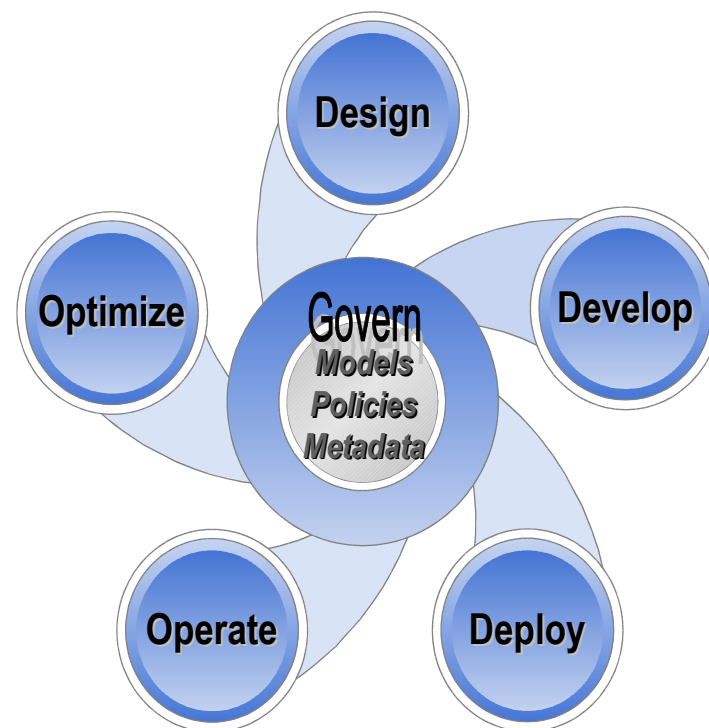 Design
Optimize
Develop
Govern
Models
Policies
Metadata
Operate
Deploy